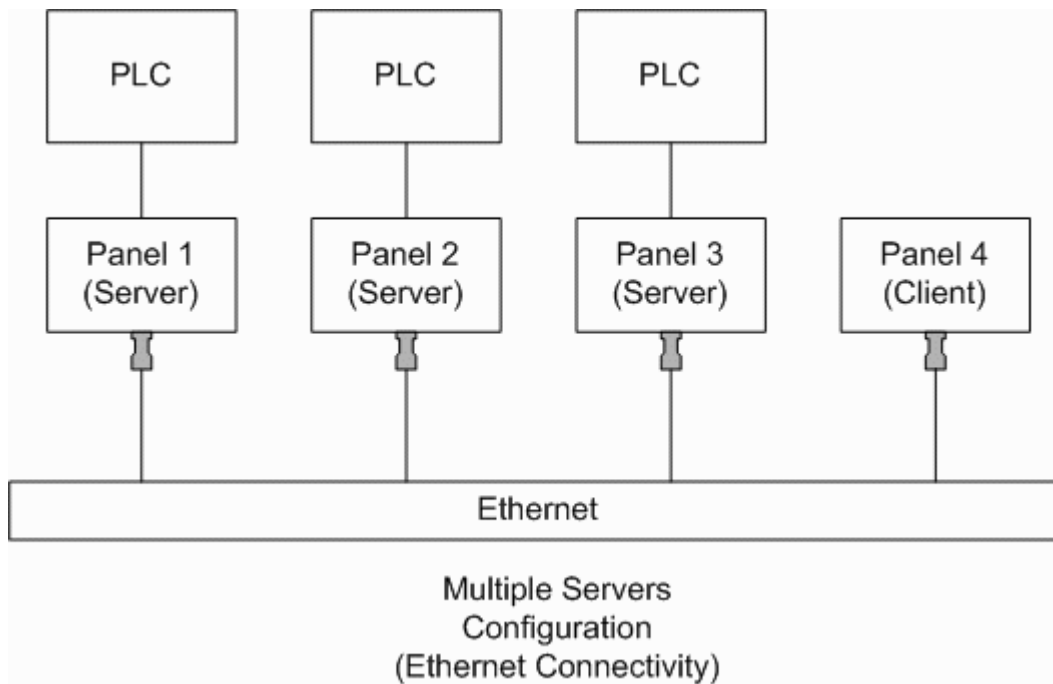 PLC
PLC
PLC
Panel 1
(Server)
Panel 2
(Server)
Panel 3
(Server)
Panel 4
(Client)
Ethernet
Multiple Servers
Configuration
(Ethernet Connectivity)